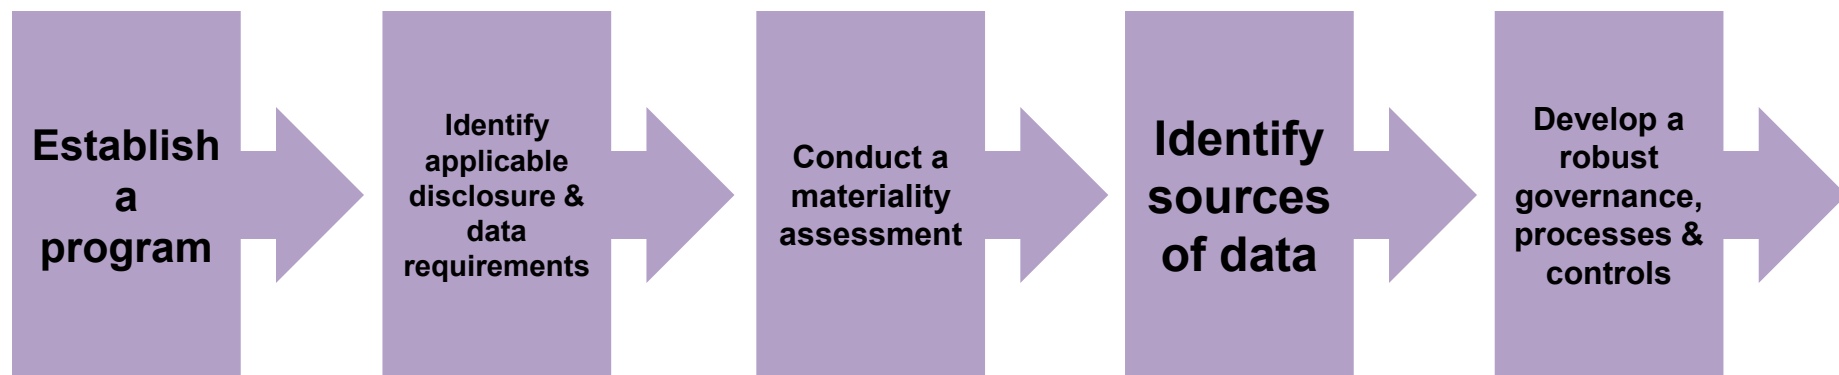 Establish
a
program
Identify
applicable
disclosure &
data
requirements
Conduct a
materiality
assessment
Identify
sources
of data
Develop a
robust
governance,
processes &
controls